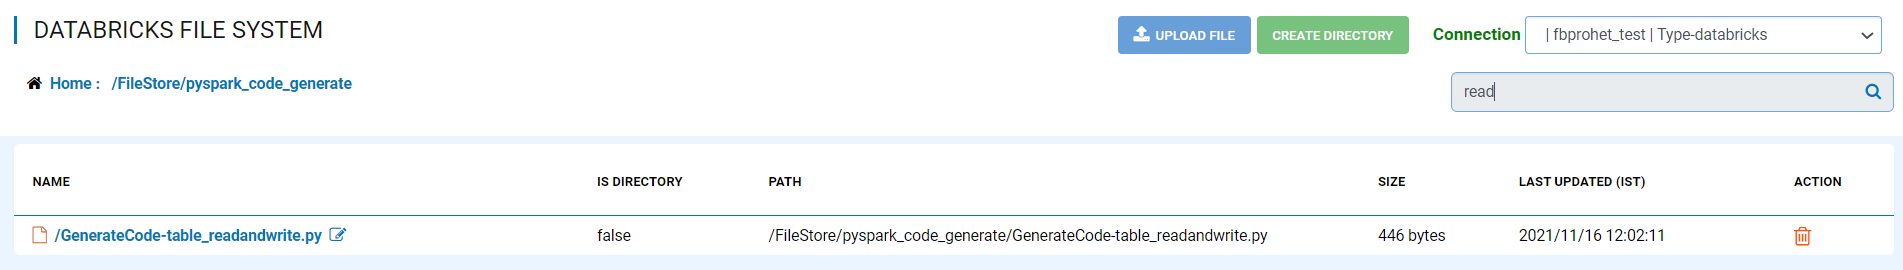 DATABRICKS FILE SYSTEM
UPLOAD FILE
CREATE DIRECTORY
Connection
| fbprohet_test | Type-databricks
Home : /FileStore/pyspark_code_generate
read
NAME IS DIRECTORY PATH SIZE LAST UPDATED (IST) ACTION
/GenerateCode-table_readandwrite.py false /FileStore/pyspark_code_generate/GenerateCode-table_readandwrite.py 446 bytes 2021/11/16 12:02:11